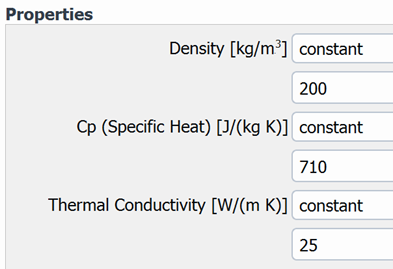 Properties
Density [kg/m³] constant
200
Cp (Specific Heat) [J/(kg K)] constant
710
Thermal Conductivity [W/(m K)] constant
25